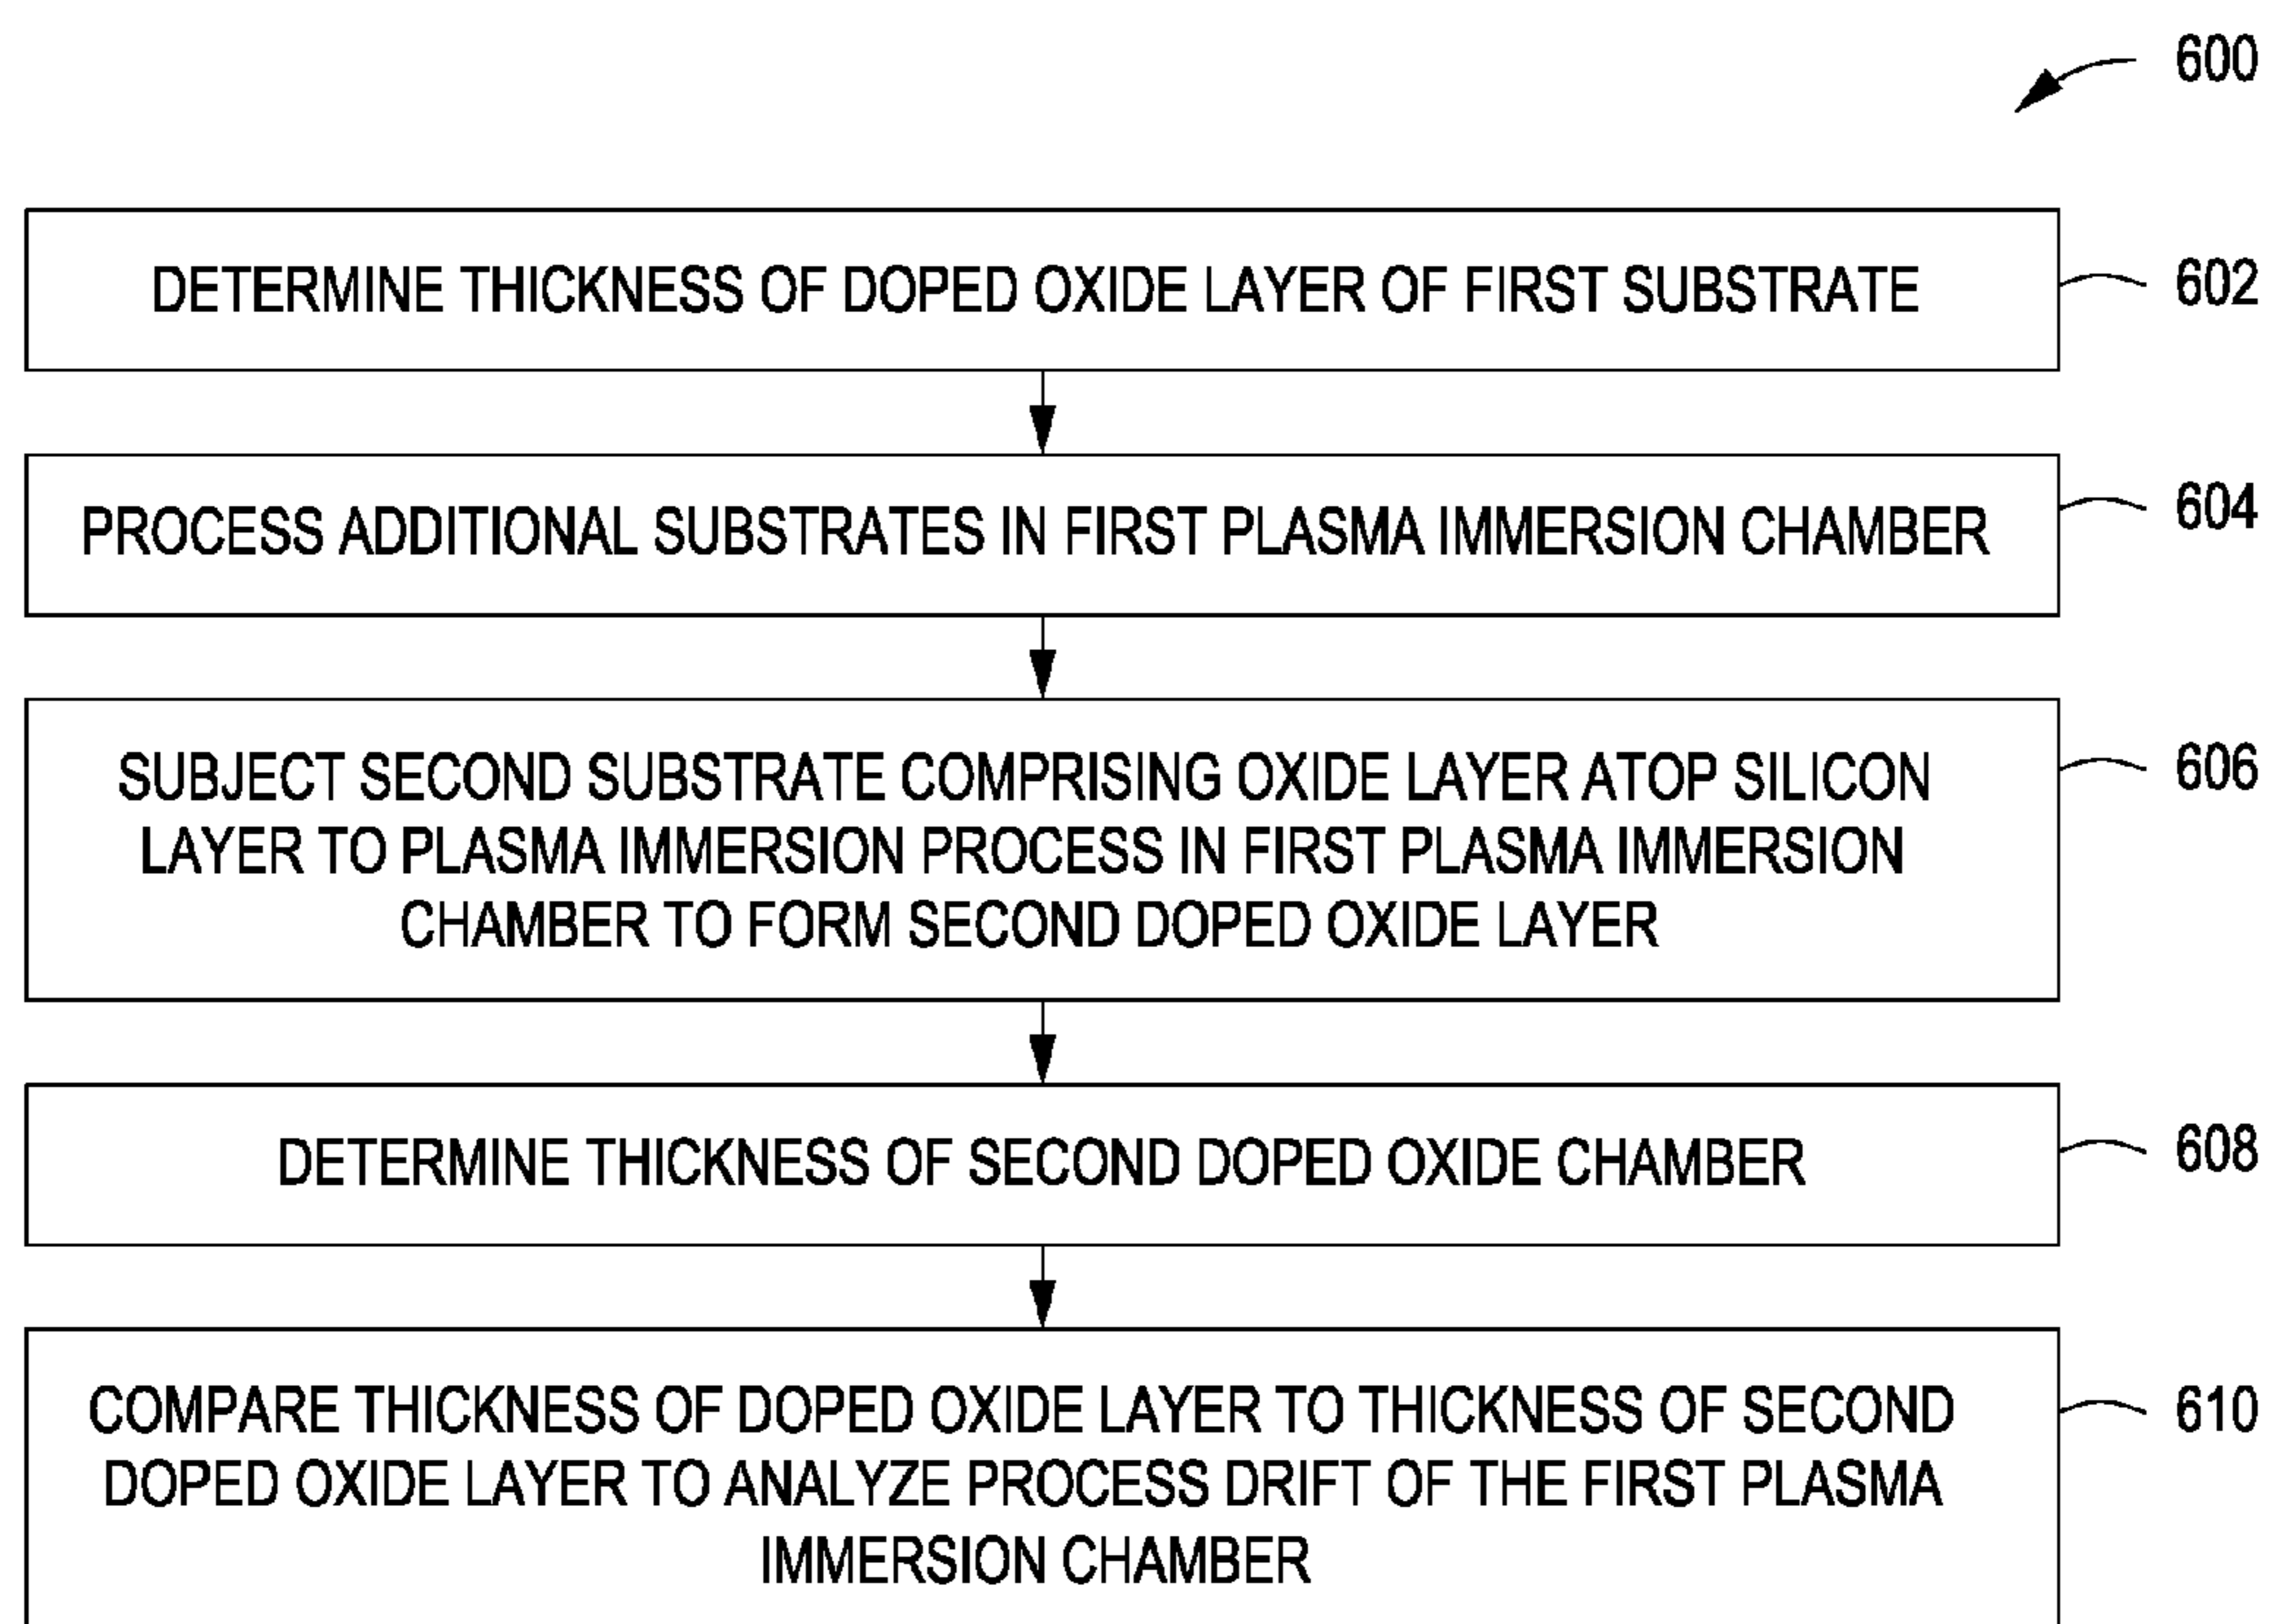 600
DETERMINE THICKNESS OF DOPED OXIDE LAYER OF FIRST SUBSTRATE
602
PROCESS ADDITIONAL SUBSTRATES IN FIRST PLASMA IMMERSION CHAMBER
604
SUBJECT SECOND SUBSTRATE COMPRISING OXIDE LAYER ATOP SILICON
LAYER TO PLASMA IMMERSION PROCESS IN FIRST PLASMA IMMERSION
CHAMBER TO FORM SECOND DOPED OXIDE LAYER
606
DETERMINE THICKNESS OF SECOND DOPED OXIDE CHAMBER
608
COMPARE THICKNESS OF DOPED OXIDE LAYER TO THICKNESS OF SECOND
DOPED OXIDE LAYER TO ANALYZE PROCESS DRIFT OF THE FIRST PLASMA
IMMERSION CHAMBER
610